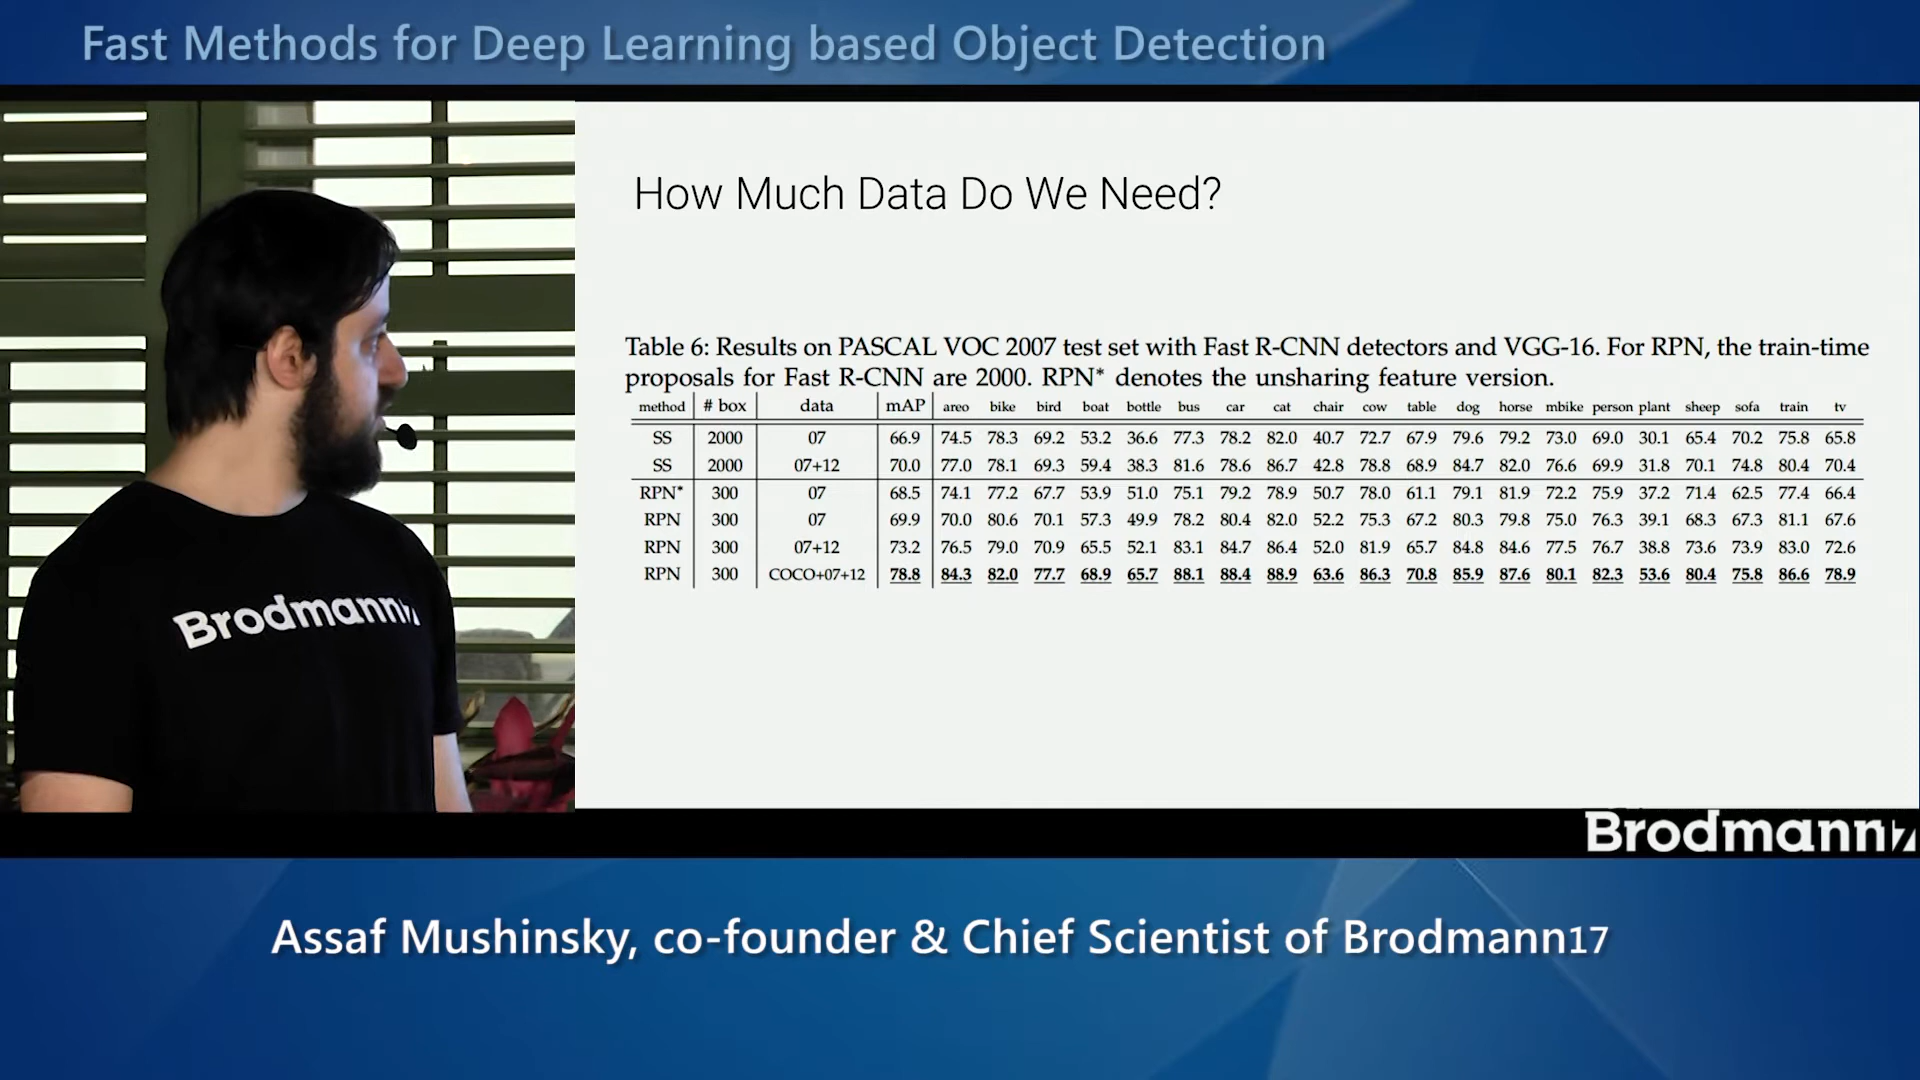 Fast Methods for Deep Learning based Object Detection
How Much Data Do We Need?
Table 6: Results on PASCAL VOC 2007 test set with Fast R-CNN detectors and VGG-16. For RPN, the train-time
proposals for Fast R-CNN are 2000. RPN* denotes the unsharing feature version.
method # box data mAP areo bike bird boat bottle bus car cat chair cow table dog horse mbike person plant sheep sofa train tv
SS 2000 07 66.9 74.5 78.3 69.2 53.2 36.6 77.3 78.2 82.0 40.7 72.7 67.9 79.6 79.2 73.0 69.0 30.1 65.4 70.2 75.8 65.8
SS 2000 07+12 70.0 77.0 78.1 69.3 59.4 38.3 81.6 78.6 86.7 42.8 78.8 68.9 84.7 82.0 76.6 69.9 31.8 70.1 74.8 80.4 70.4
RPN* 300 07 68.5 74.1 77.2 67.7 53.9 51.0 75.1 79.2 78.9 50.7 78.0 61.1 79.1 81.9 72.2 75.9 37.2 71.4 62.5 77.4 66.4
RPN 300 07 69.9 70.0 80.6 70.1 57.3 49.9 78.2 80.4 82.0 52.2 75.3 67.2 80.3 79.8 75.0 76.3 39.1 68.3 67.3 81.1 67.6
RPN 300 07+12 73.2 76.5 79.0 70.9 65.5 52.1 83.1 84.7 86.4 52.0 81.9 65.7 84.8 84.6 77.5 76.7 38.8 73.6 73.9 83.0 72.6
RPN 300 COCO+07+12 78.8 84.3 82.0 77.7 68.9 65.7 88.1 88.4 88.9 63.6 86.3 70.8 85.9 87.6 80.1 82.3 53.6 80.4 75.8 86.6 78.9
Brodmann17
Brodmann17
Assaf Mushinsky, co-founder & Chief Scientist of Brodmann17